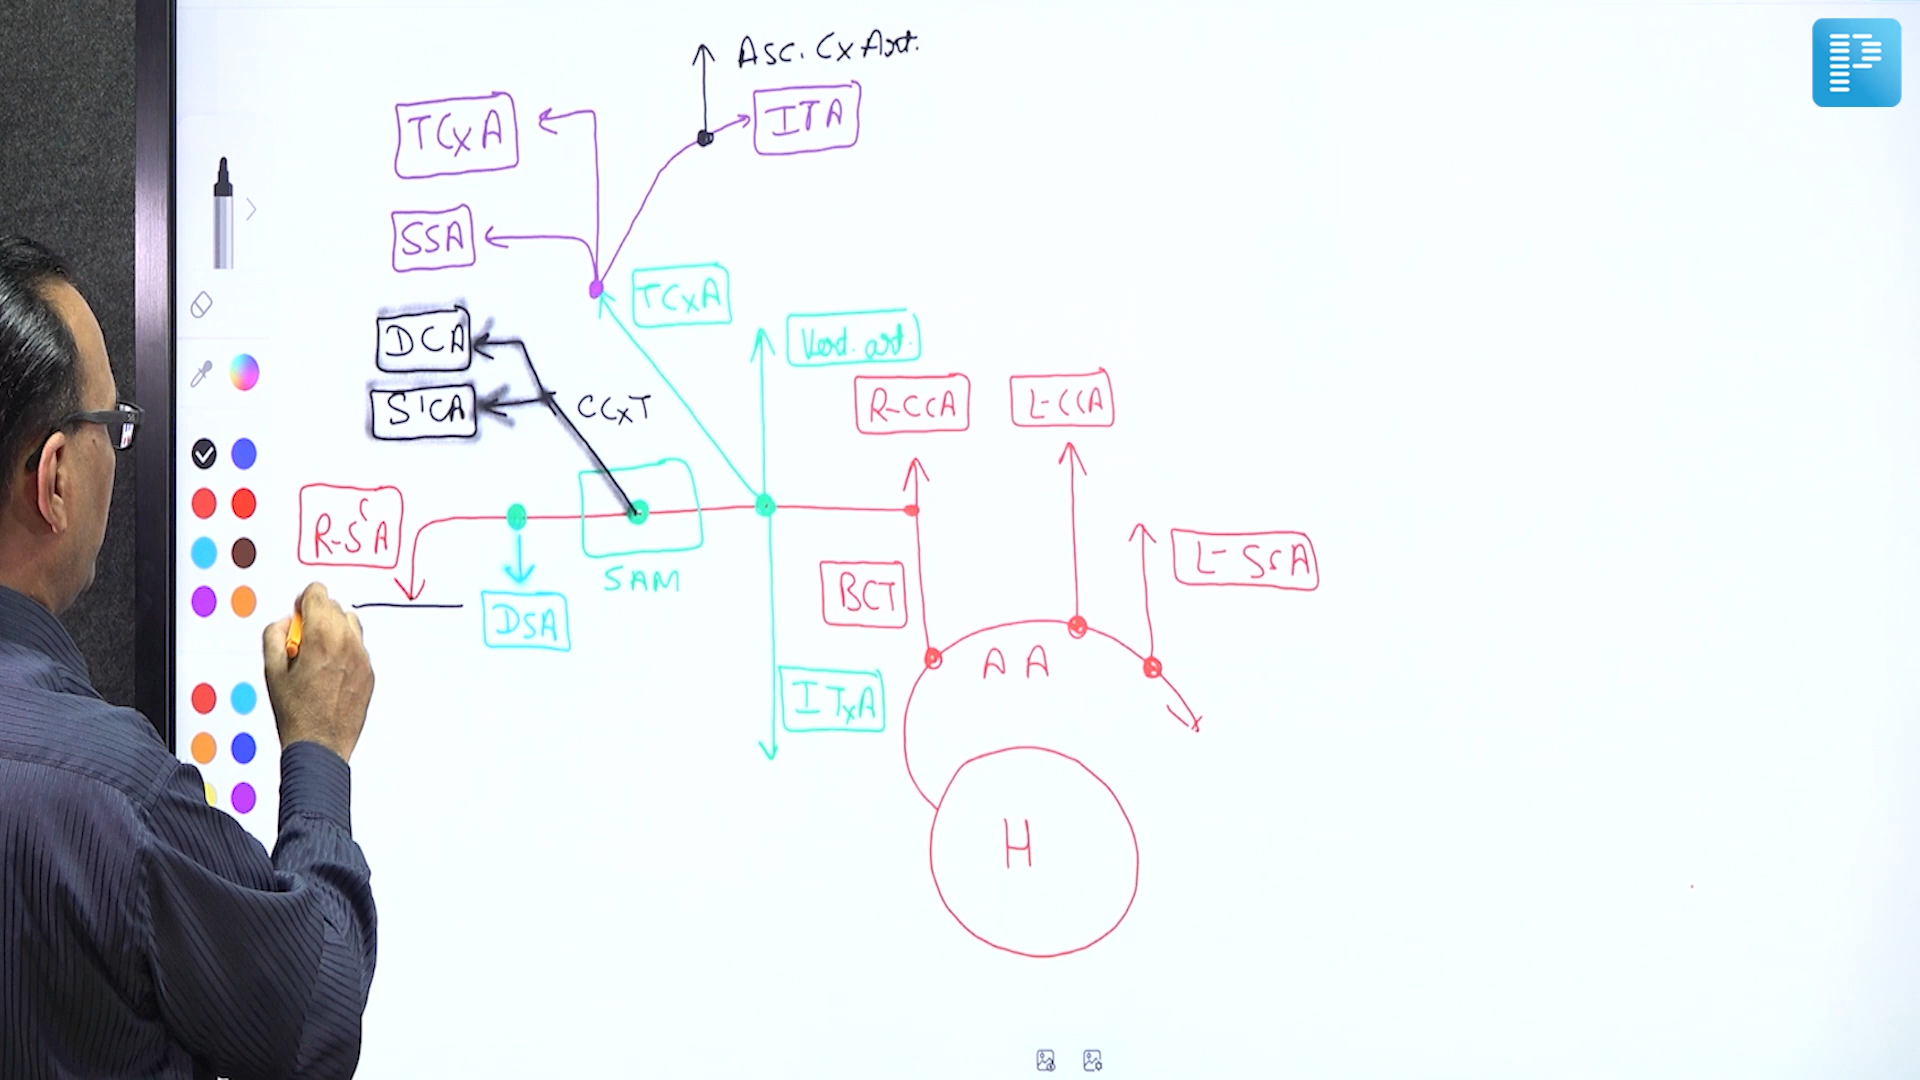 Asc. Cx Art.
TCxA
ITA
SSA
TCxA
DCA
Vert. art.
SCA
CCxT
R-CCA
L-CCA
R-SCA
SAM
L-SCA
BCT
DSA
AA
ITxA
H